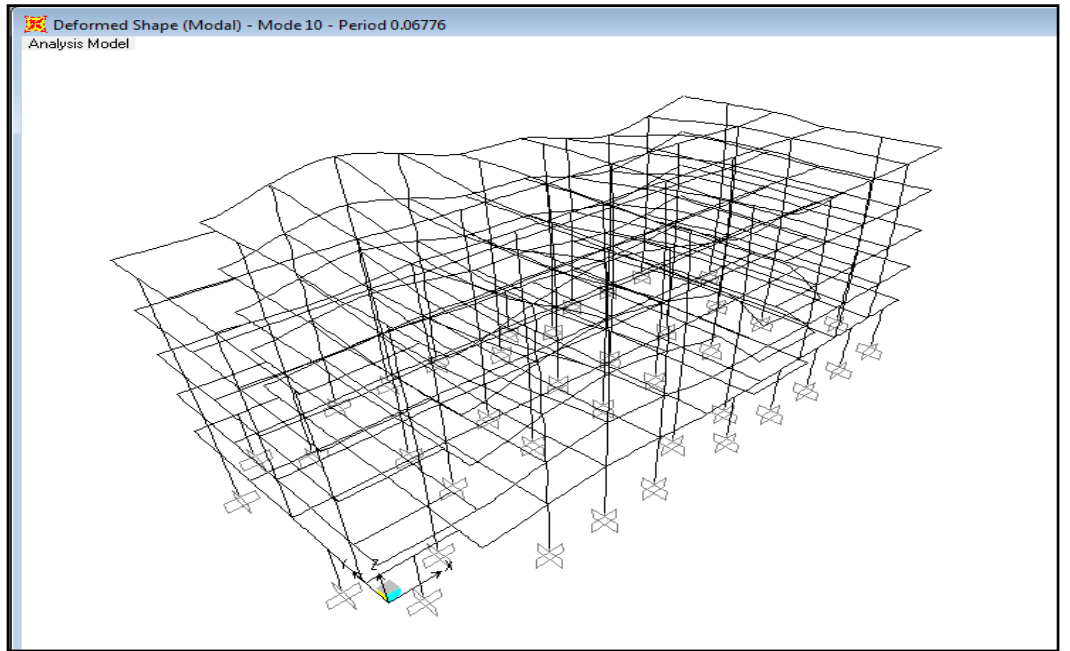 Deformed Shape (Modal) - Mode 10 - Period 0.06776
Analysis Model
Z
X